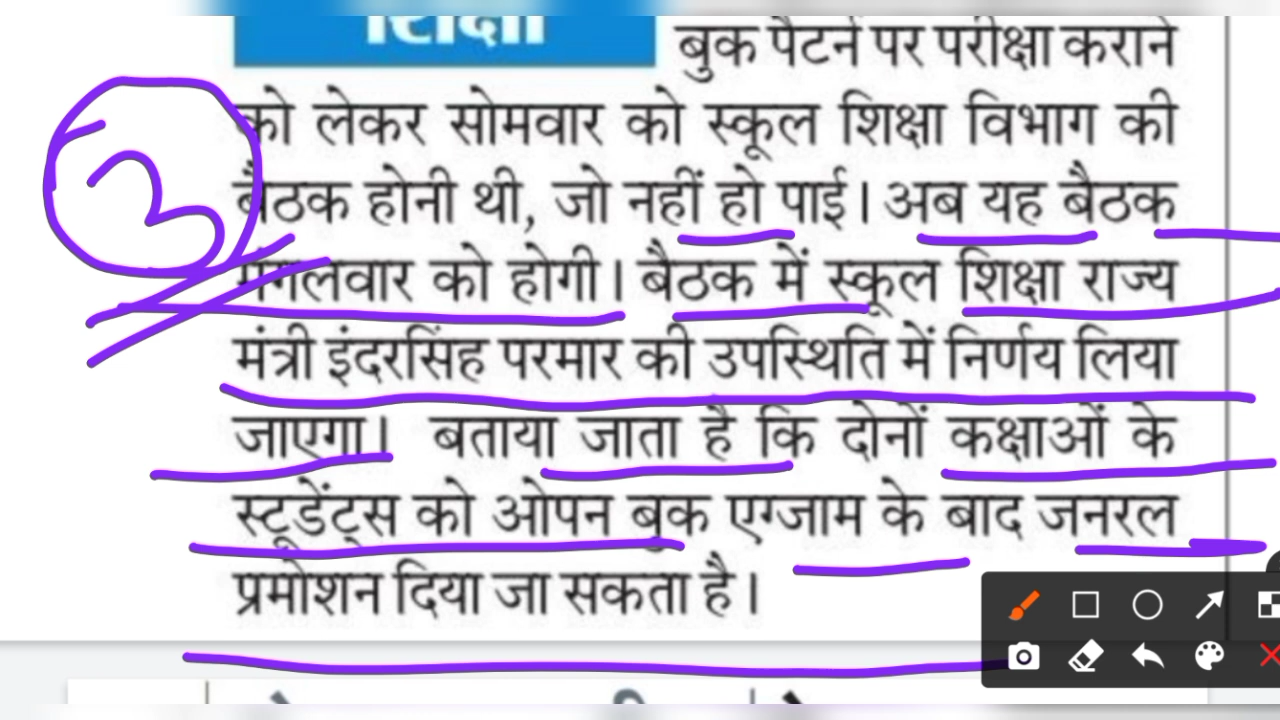 शिक्षा
बुक पैटर्न पर परीक्षा कराने
को लेकर सोमवार को स्कूल शिक्षा विभाग की
बैठक होनी थी, जो नहीं हो पाई। अब यह बैठक
मंगलवार को होगी। बैठक में स्कूल शिक्षा राज्य
मंत्री इंदरसिंह परमार की उपस्थिति में निर्णय लिया
जाएगा। बताया जाता है कि दोनों कक्षाओं के
स्टूडेंट्स को ओपन बुक एग्जाम के बाद जनरल
प्रमोशन दिया जा सकता है।